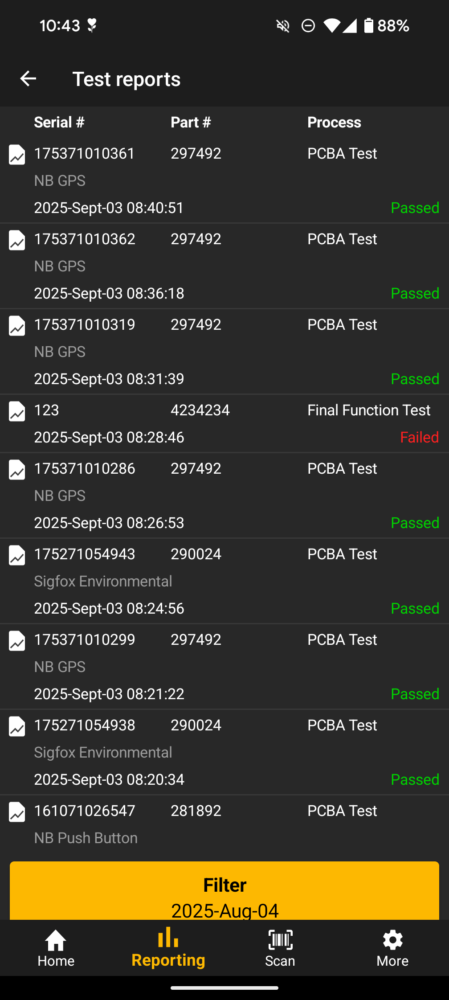 10:43 88%
Test reports
Serial # Part # Process
175371010361 297492 PCBA Test
NB GPS
2025-Sept-03 08:40:51 Passed
175371010362 297492 PCBA Test
NB GPS
2025-Sept-03 08:36:18 Passed
175371010319 297492 PCBA Test
NB GPS
2025-Sept-03 08:31:39 Passed
123 4234234 Final Function Test
2025-Sept-03 08:28:46 Failed
175371010286 297492 PCBA Test
NB GPS
2025-Sept-03 08:26:53 Passed
175271054943 290024 PCBA Test
Sigfox Environmental
2025-Sept-03 08:24:56 Passed
175371010299 297492 PCBA Test
NB GPS
2025-Sept-03 08:21:22 Passed
175271054938 290024 PCBA Test
Sigfox Environmental
2025-Sept-03 08:20:34 Passed
161071026547 281892 PCBA Test
NB Push Button
Filter
2025-Aug-04
Home Reporting Scan More